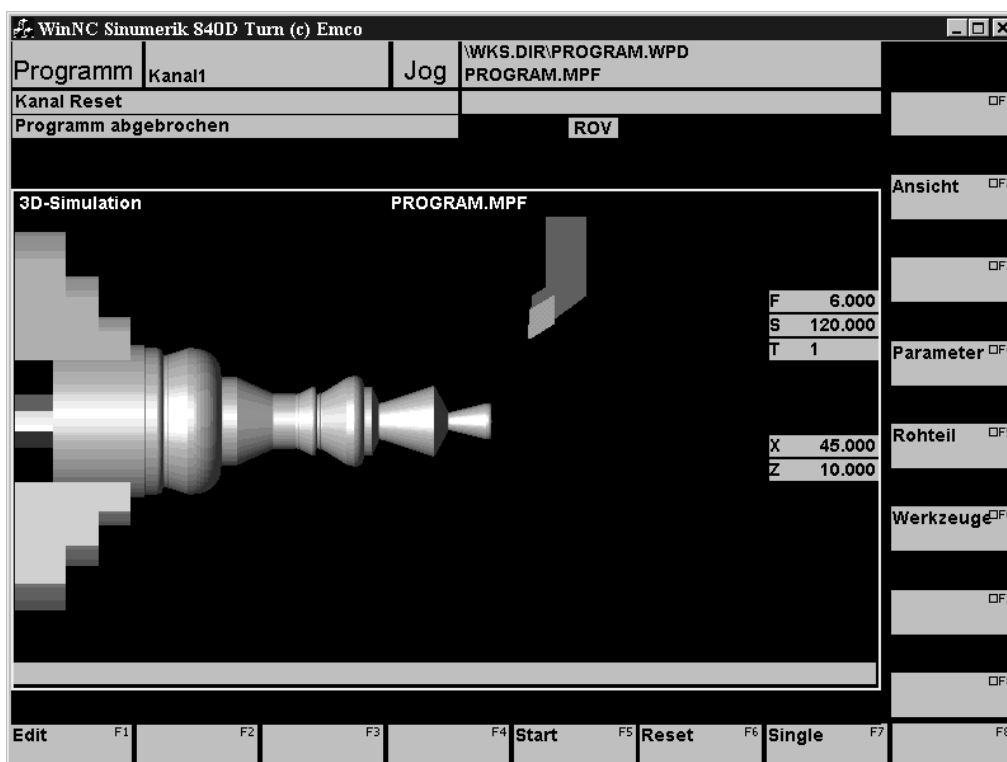 WinNC Sinumerik 840D Turn (c) Emco
Programm
Kanal1
Jog
\WKS.DIR\PROGRAM.WPD
PROGRAM.MPF
Kanal Reset
Programm abgebrochen
ROV
3D-Simulation
PROGRAM.MPF
F 6.000
S 120.000
T 1
X 45.000
Z 10.000
F
Ansicht F
F
Parameter F
Rohteil F
Werkzeuge F
F
F
Edit F1
F2
F3
F4
Start F5
Reset F6
Single F7
F8